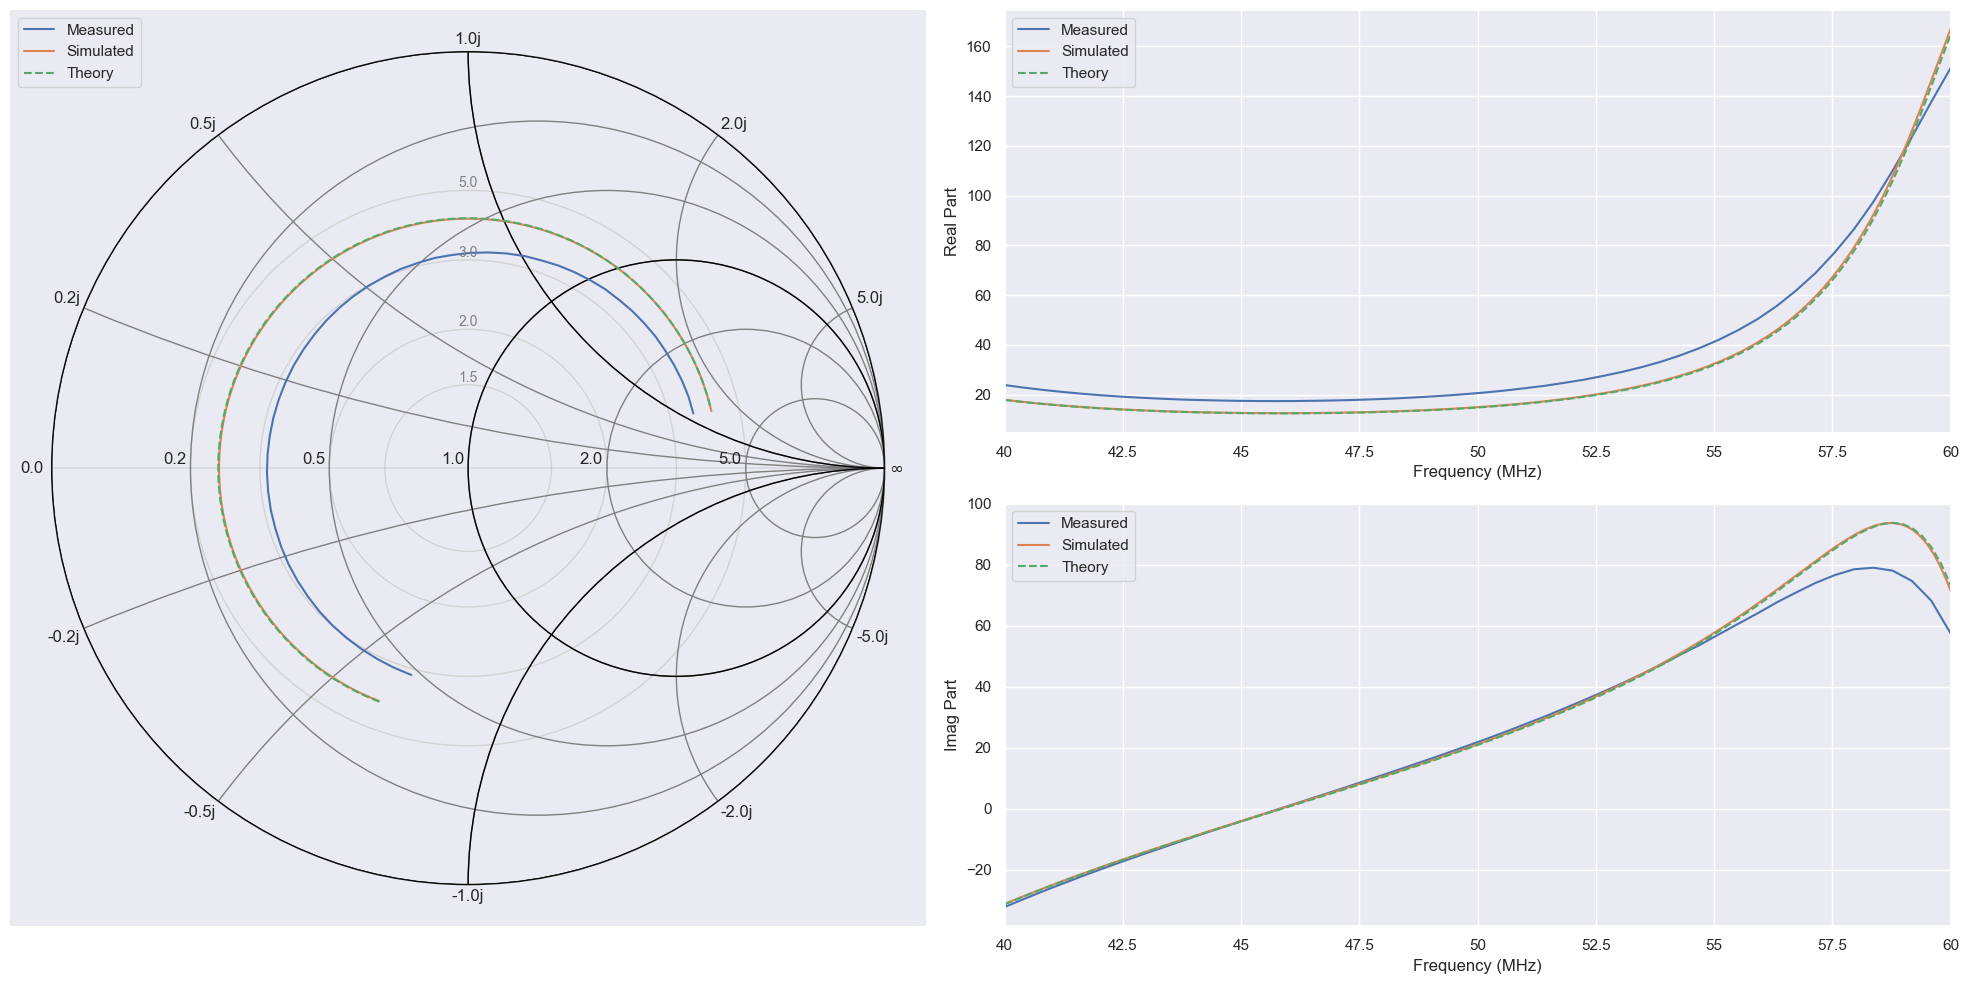 Measured
Simulated
Theory
1.0j
0.5j
2.0j
5.0
3.0
0.2j
5.0j
2.0
1.5
0.0
0.2
0.5
1.0
2.0
5.0
∞
-0.2j
-5.0j
-0.5j
-2.0j
-1.0j
Measured
Simulated
Theory
160
140
120
100
80
60
40
20
Real Part
40
42.5
45
47.5
50
52.5
55
57.5
60
Frequency (MHz)
Measured
Simulated
Theory
100
80
60
40
20
0
−20
Imag Part
40
42.5
45
47.5
50
52.5
55
57.5
60
Frequency (MHz)